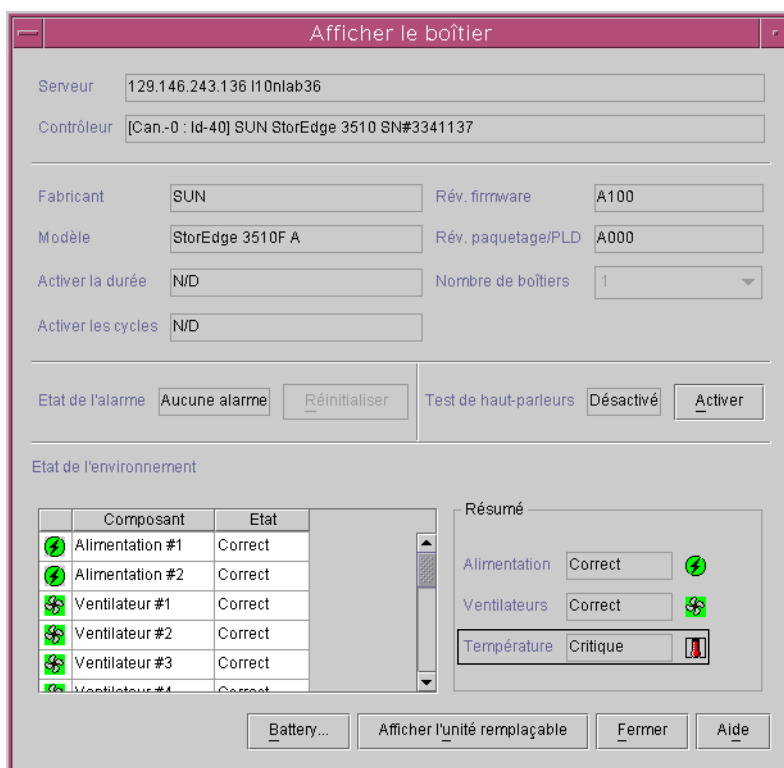 Afficher le boîtier
Serveur 129.146.243.136 l10nlab36
Contrôleur [Can.-0 : Id-40] SUN StorEdge 3510 SN#3341137
Fabricant SUN Rév. firmware A100
Modèle StorEdge 3510F A Rév. paquetage/PLD A000
Activer la durée N/D Nombre de boîtiers 1
Activer les cycles N/D
Etat de l'alarme Aucune alarme Réinitialiser Test de haut-parleurs Désactivé Activer
Etat de l'environnement
Composant Etat
Alimentation #1 Correct
Alimentation #2 Correct
Ventilateur #1 Correct
Ventilateur #2 Correct
Ventilateur #3 Correct
Ventilateur #4 Correct
Résumé
Alimentation Correct
Ventilateurs Correct
Température Critique
Battery... Afficher l'unité remplaçable Fermer Aide